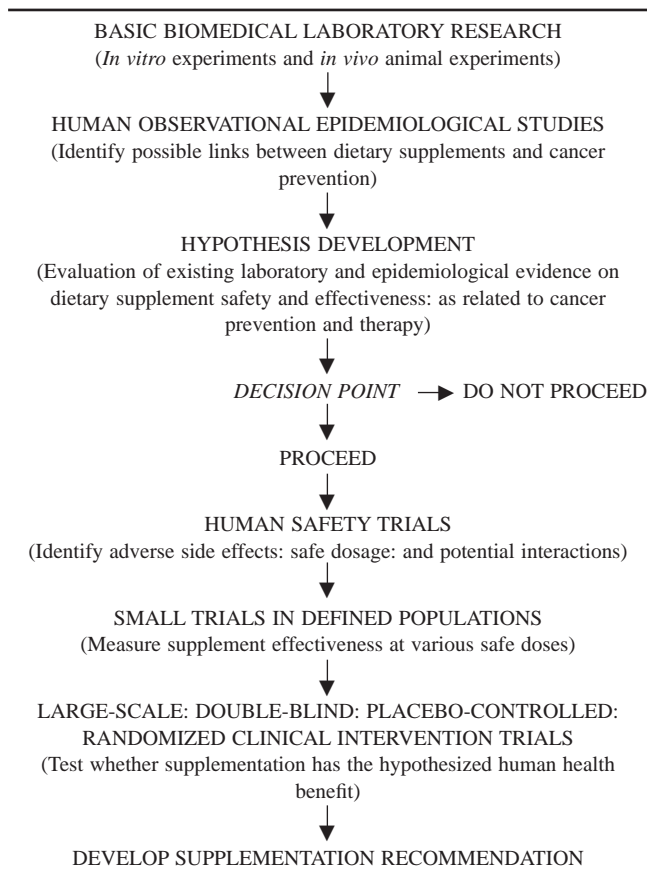 BASIC BIOMEDICAL LABORATORY RESEARCH
(In vitro experiments and in vivo animal experiments)
HUMAN OBSERVATIONAL EPIDEMIOLOGICAL STUDIES
(Identify possible links between dietary supplements and cancer
prevention)
HYPOTHESIS DEVELOPMENT
(Evaluation of existing laboratory and epidemiological evidence on
dietary supplement safety and effectiveness: as related to cancer
prevention and therapy)
DECISION POINT DO NOT PROCEED
PROCEED
HUMAN SAFETY TRIALS
(Identify adverse side effects: safe dosage: and potential interactions)
SMALL TRIALS IN DEFINED POPULATIONS
(Measure supplement effectiveness at various safe doses)
LARGE-SCALE: DOUBLE-BLIND: PLACEBO-CONTROLLED:
RANDOMIZED CLINICAL INTERVENTION TRIALS
(Test whether supplementation has the hypothesized human health
benefit)
DEVELOP SUPPLEMENTATION RECOMMENDATION